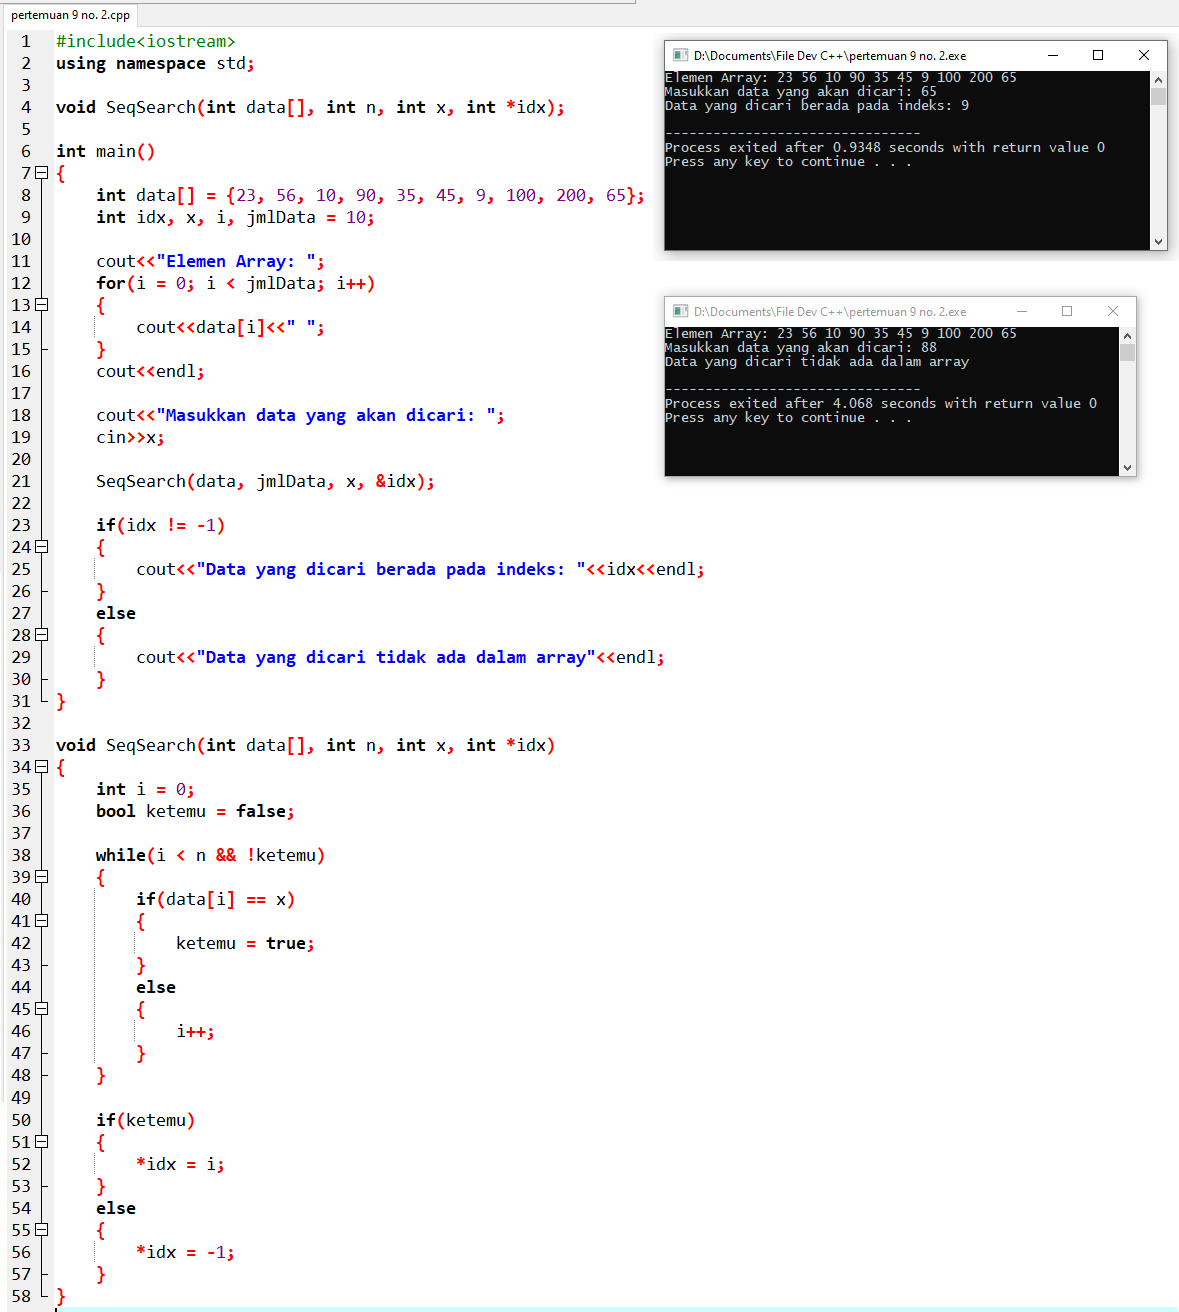 pertemuan 9 no. 2.cpp
1 #include<iostream>
2 using namespace std;
3
4 void SeqSearch(int data[], int n, int x, int *idx);
5
6 int main()
7 {
8     int data[] = {23, 56, 10, 90, 35, 45, 9, 100, 200, 65};
9     int idx, x, i, jmlData = 10;
10
11     cout<<"Elemen Array: ";
12     for(i = 0; i < jmlData; i++)
13     {
14         cout<<data[i]<<" ";
15     }
16     cout<<endl;
17
18     cout<<"Masukkan data yang akan dicari: ";
19     cin>>x;
20
21     SeqSearch(data, jmlData, x, &idx);
22
23     if(idx != -1)
24     {
25         cout<<"Data yang dicari berada pada indeks: "<<idx<<endl;
26     }
27     else
28     {
29         cout<<"Data yang dicari tidak ada dalam array"<<endl;
30     }
31 }
32
33 void SeqSearch(int data[], int n, int x, int *idx)
34 {
35     int i = 0;
36     bool ketemu = false;
37
38     while(i < n && !ketemu)
39     {
40         if(data[i] == x)
41         {
42             ketemu = true;
43         }
44         else
45         {
46             i++;
47         }
48     }
49
50     if(ketemu)
51     {
52         *idx = i;
53     }
54     else
55     {
56         *idx = -1;
57     }
58 }
D:\Documents\File Dev C++\pertemuan 9 no. 2.exe
Elemen Array: 23 56 10 90 35 45 9 100 200 65
Masukkan data yang akan dicari: 65
Data yang dicari berada pada indeks: 9
--------------------------------
Process exited after 0.9348 seconds with return value 0
Press any key to continue . . .
D:\Documents\File Dev C++\pertemuan 9 no. 2.exe
Elemen Array: 23 56 10 90 35 45 9 100 200 65
Masukkan data yang akan dicari: 88
Data yang dicari tidak ada dalam array
--------------------------------
Process exited after 4.068 seconds with return value 0
Press any key to continue . . .